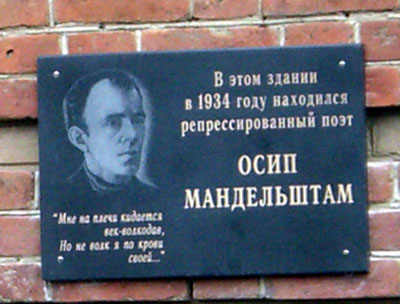 В этом здании
в 1934 году находился
репрессированный поэт
ОСИП
МАНДЕЛЬШТАМ
"Мне на плечи кидается
век-волкодав,
Но не волк я по крови
своей..."